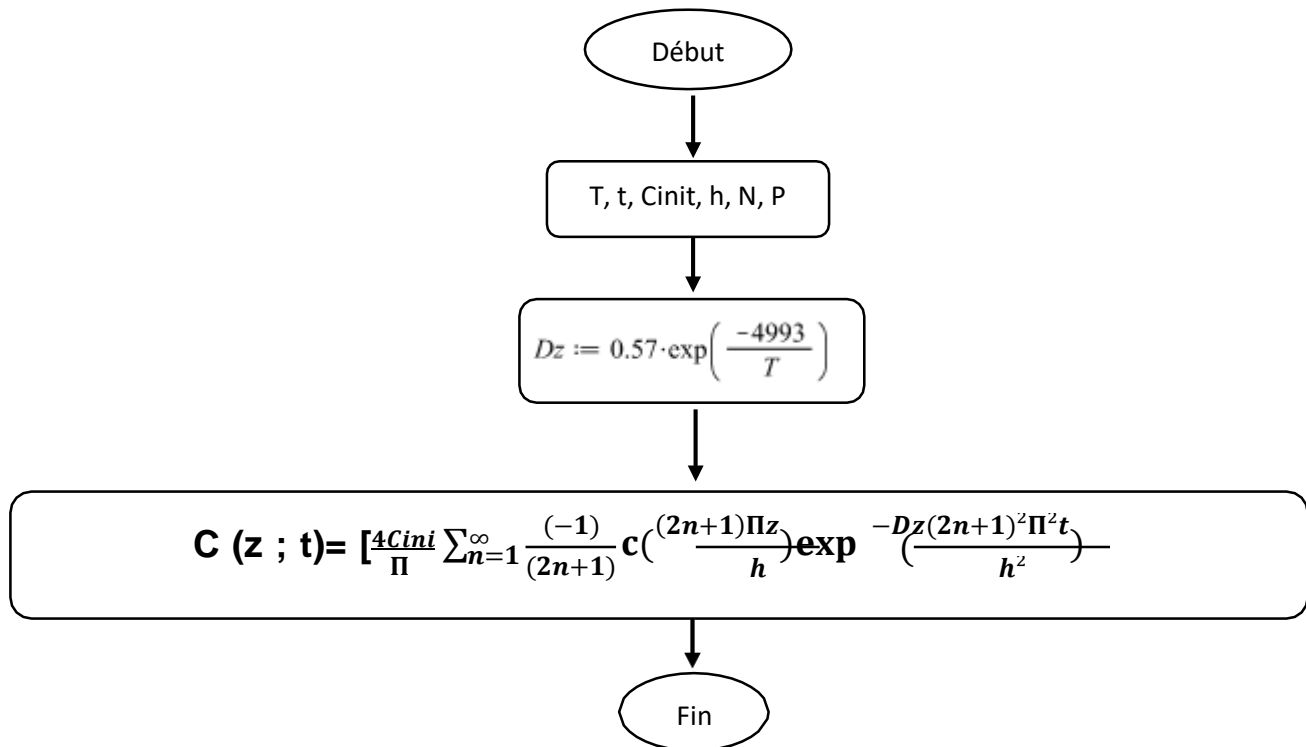 Début
T, t, Cinit, h, N, P
Dz := 0.57·exp(-4993/T)
C (z ; t)= [4Cini/Π ∑∞n=1 (-1)/(2n+1) c((2n+1)Πz/h)exp -(Dz(2n+1)²Π²t/h²)
Fin